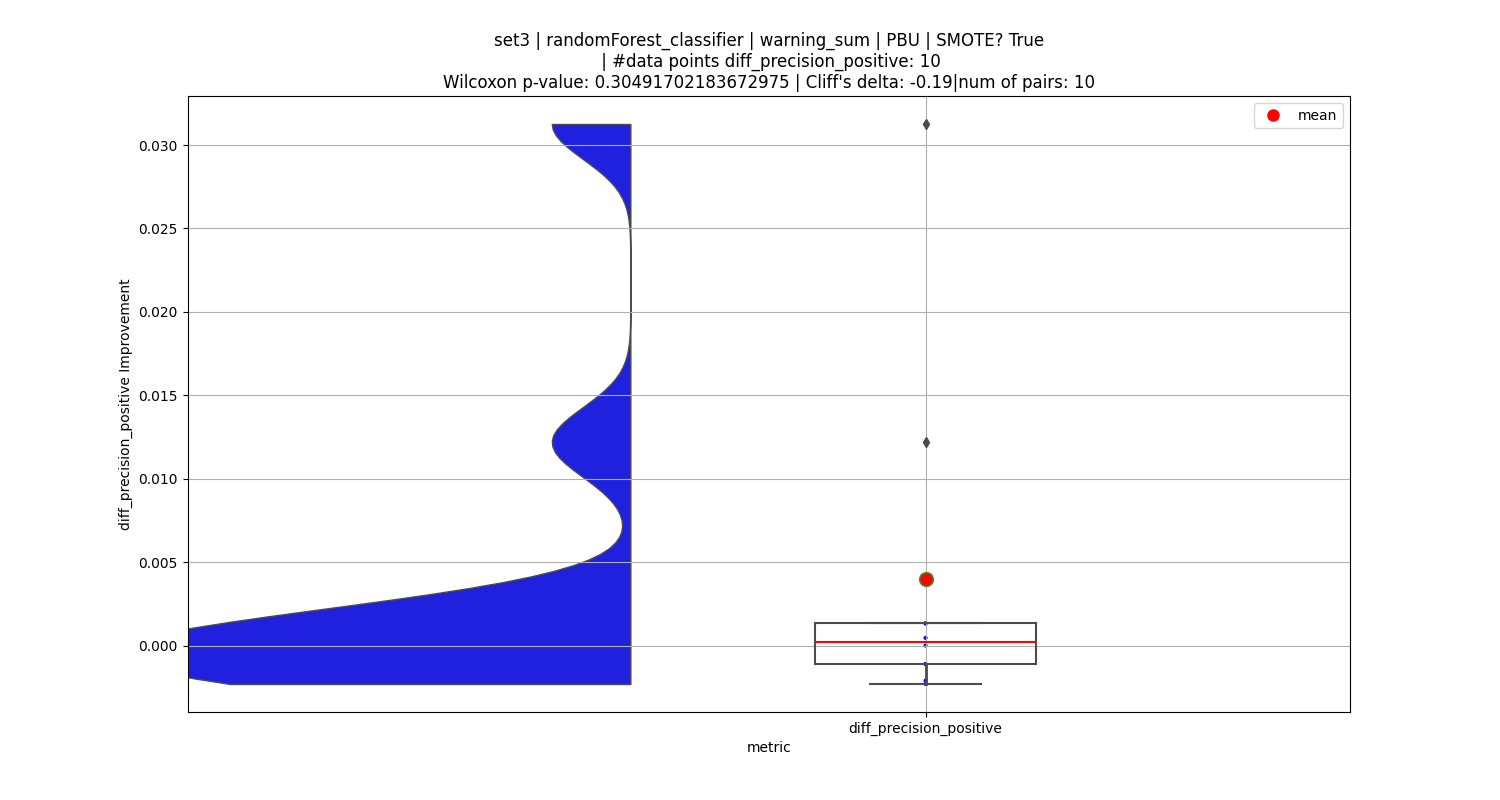 set3 | randomForest_classifier | warning_sum | PBU | SMOTE? True
| #data points diff_precision_positive: 10
Wilcoxon p-value: 0.30491702183672975 | Cliff's delta: -0.19|num of pairs: 10
mean
0.030
0.025
0.020
0.015
0.010
0.005
0.000
diff_precision_positive Improvement
diff_precision_positive
metric